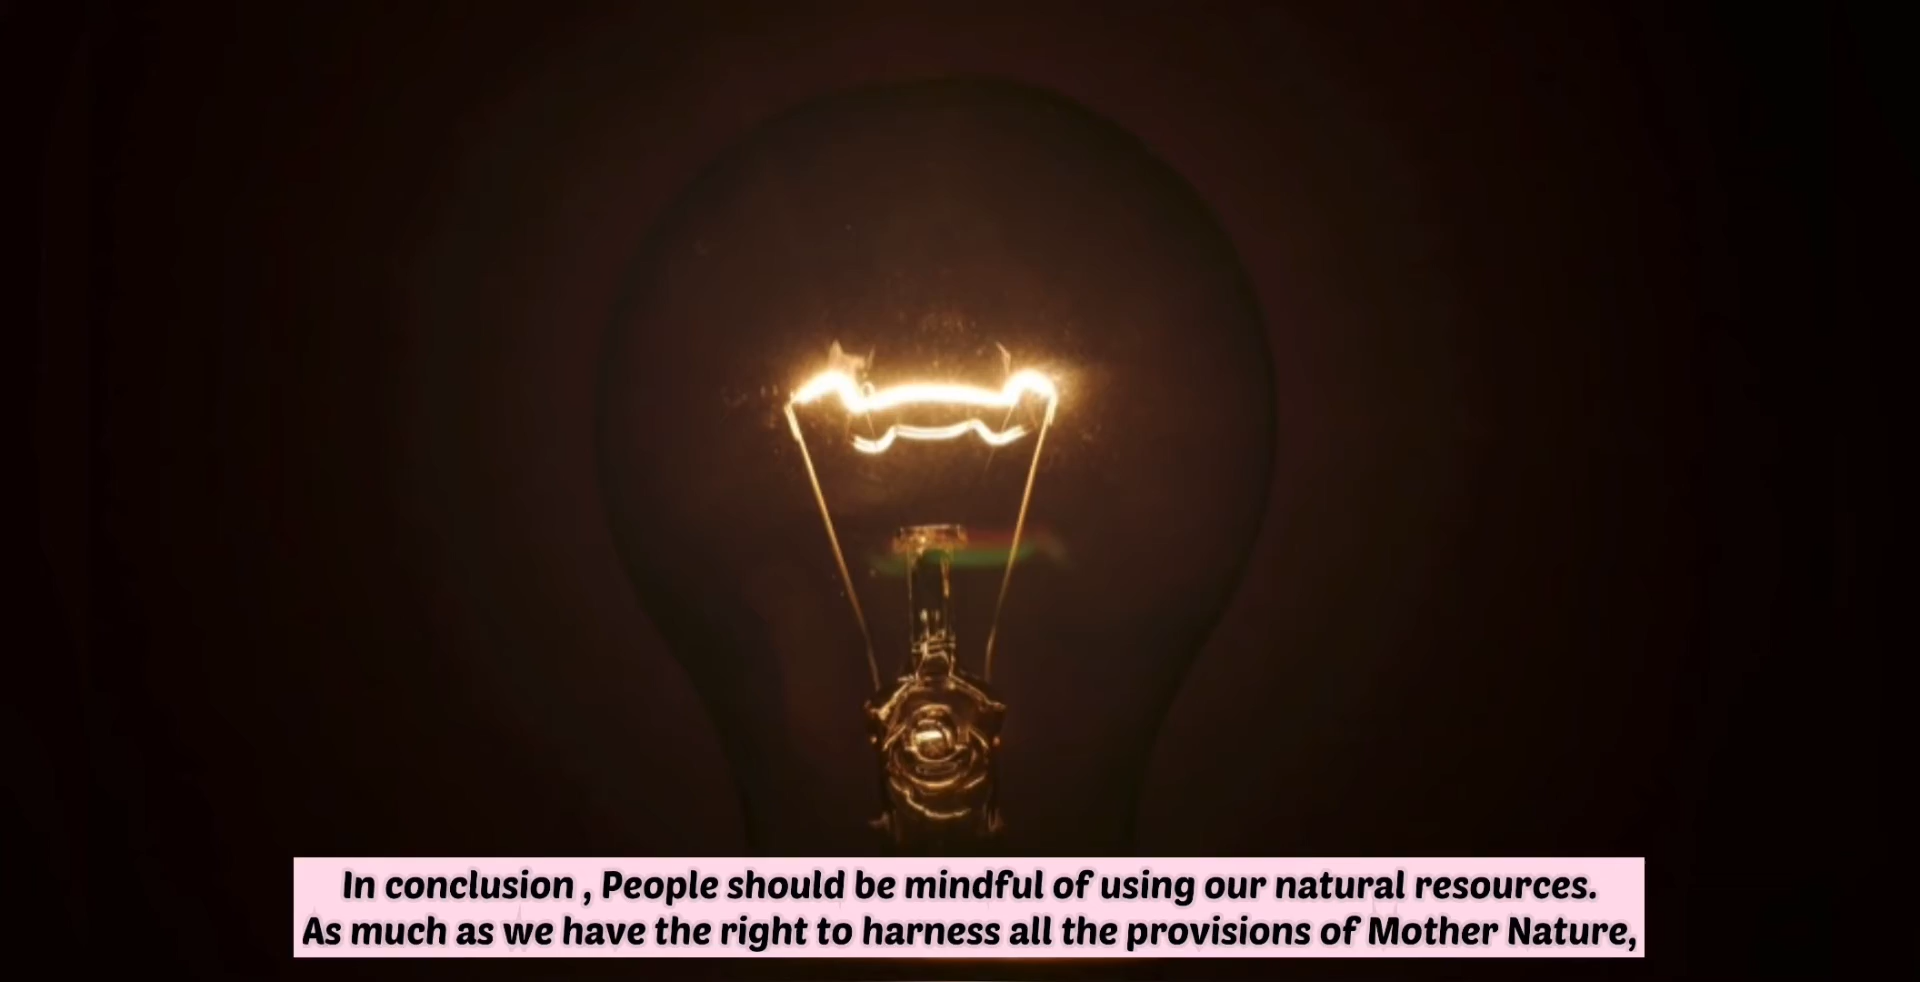 In conclusion , People should be mindful of using our natural resources.
As much as we have the right to harness all the provisions of Mother Nature,